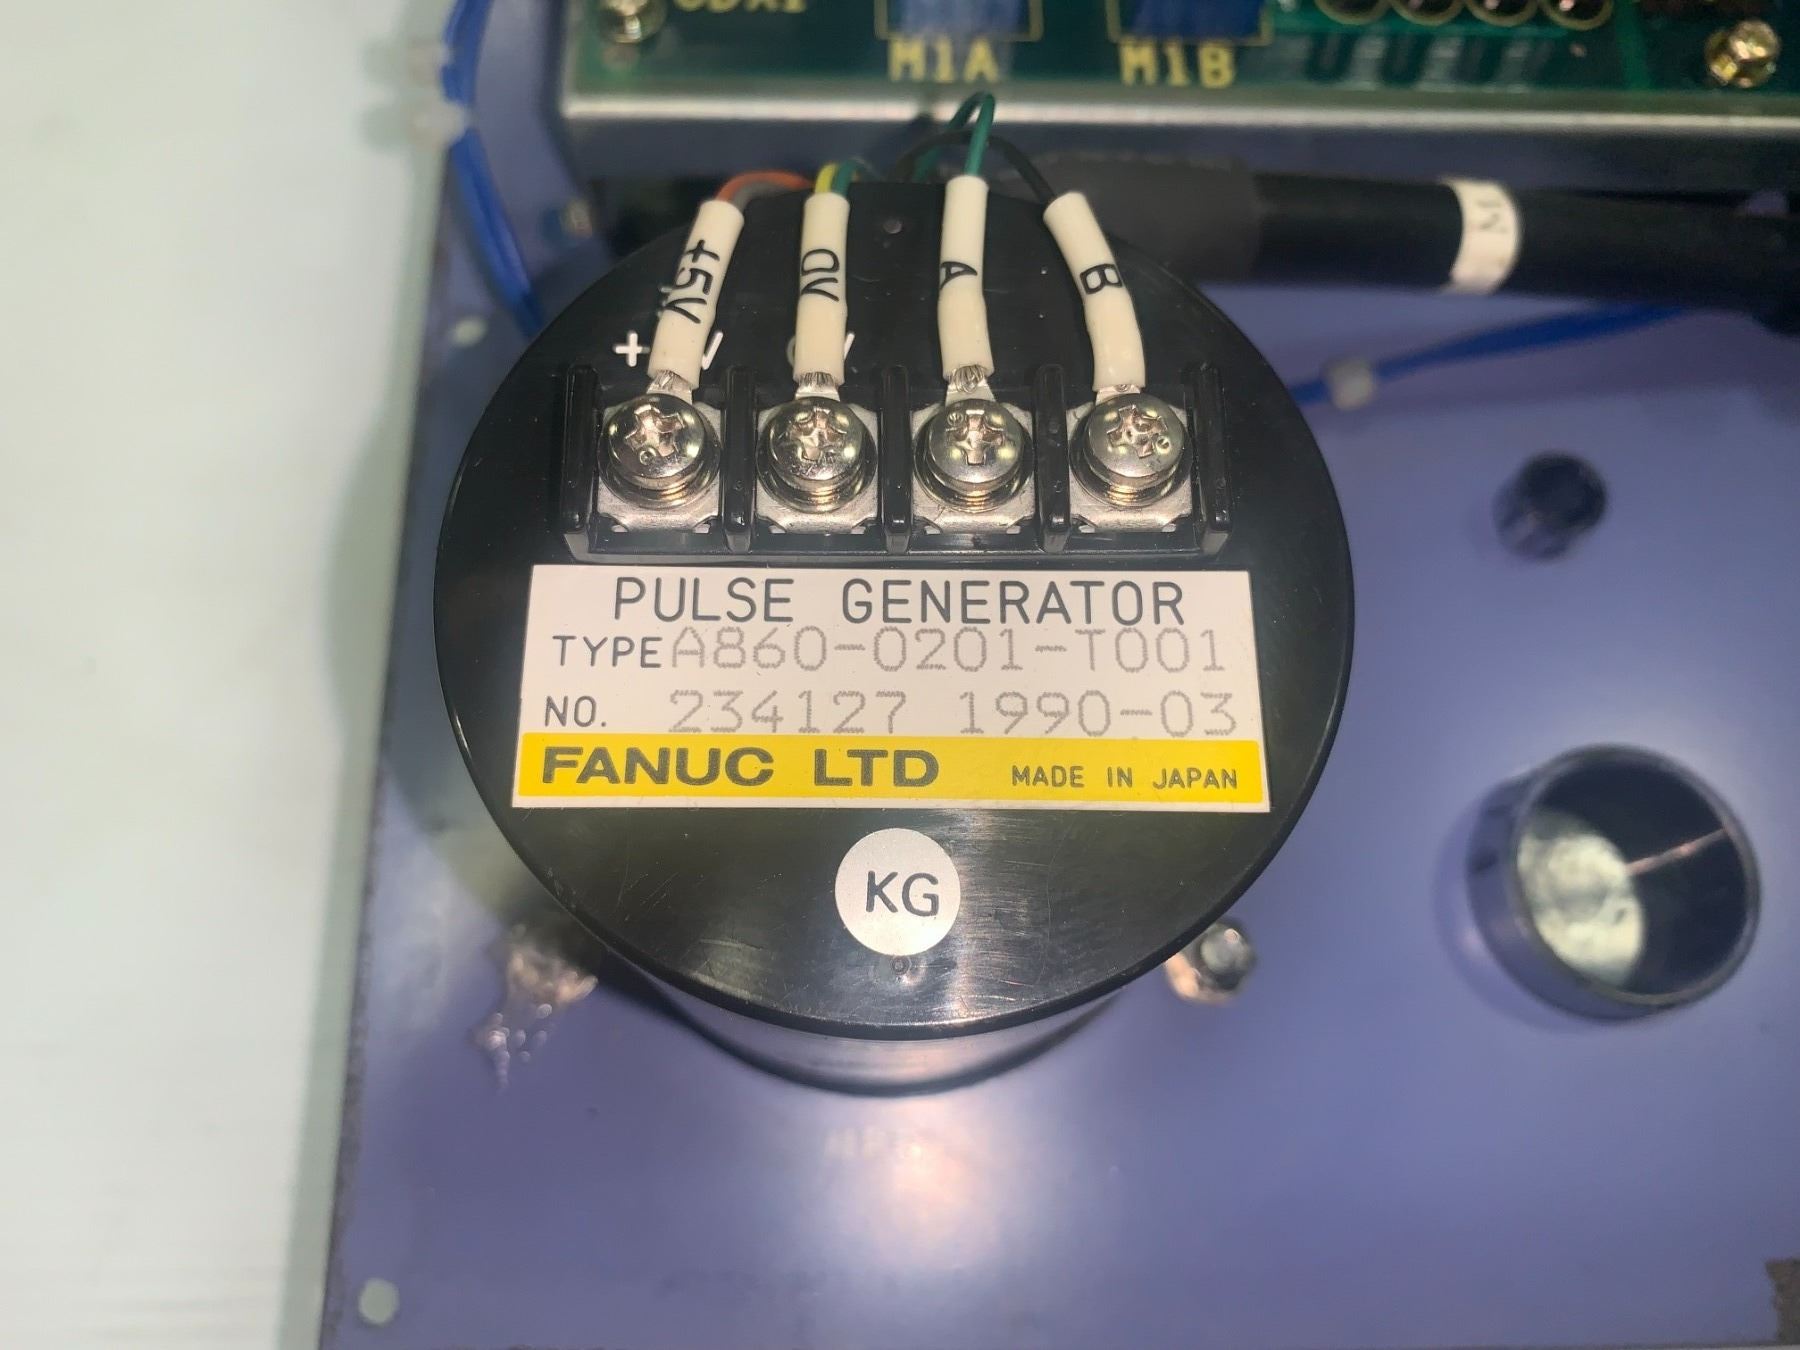 M1A
M1B
+5V
0V
A
B
PULSE GENERATOR
TYPE A860-0201-T001
NO. 234127 1990-03
FANUC LTD MADE IN JAPAN
KG